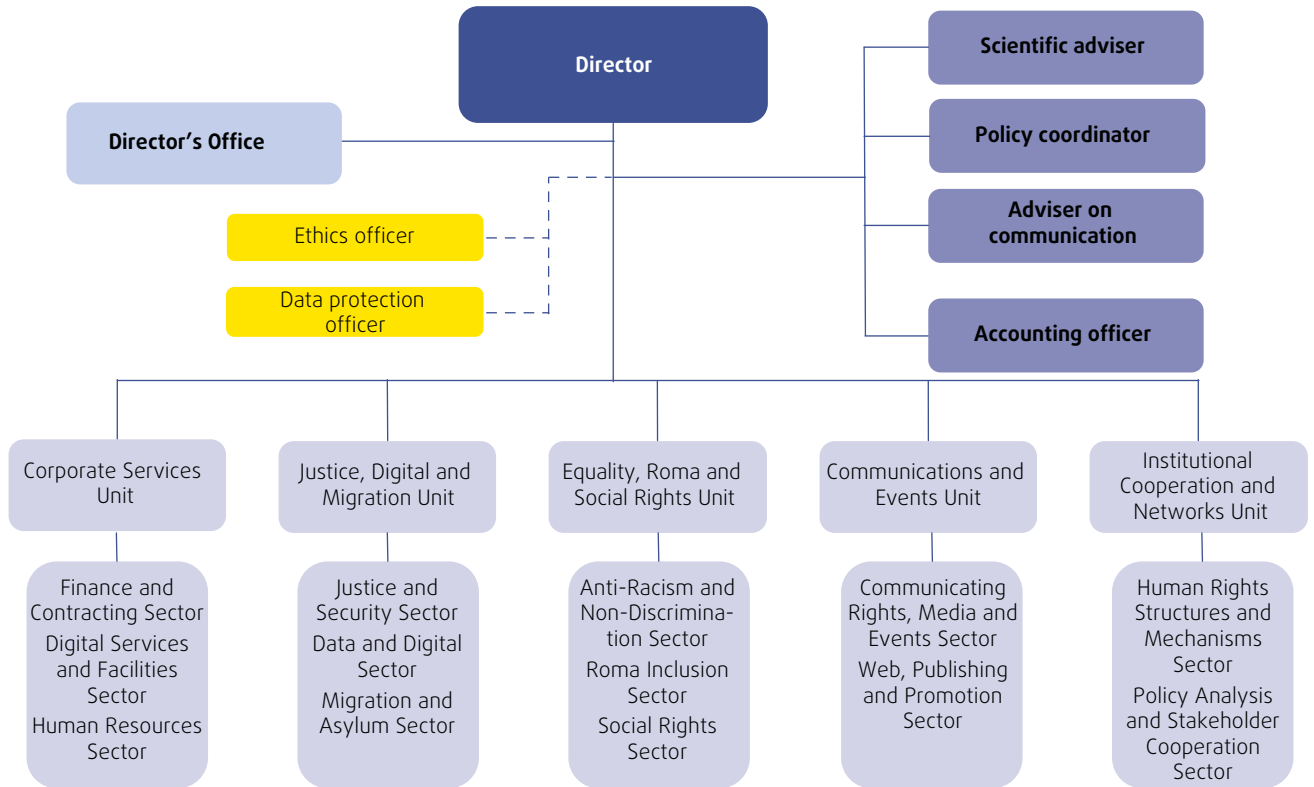 Director
Scientific adviser
Director's Office
Policy coordinator
Adviser on
communication
Ethics officer
Data protection
officer
Accounting officer
Corporate Services
Unit
Justice, Digital and
Migration Unit
Equality, Roma and
Social Rights Unit
Communications and
Events Unit
Institutional
Cooperation and
Networks Unit
Finance and
Contracting Sector
Digital Services
and Facilities
Sector
Human Resources
Sector
Justice and
Security Sector
Data and Digital
Sector
Migration and
Asylum Sector
Anti-Racism and
Non-Discrimina-
tion Sector
Roma Inclusion
Sector
Social Rights
Sector
Communicating
Rights, Media and
Events Sector
Web, Publishing
and Promotion
Sector
Human Rights
Structures and
Mechanisms
Sector
Policy Analysis
and Stakeholder
Cooperation
Sector